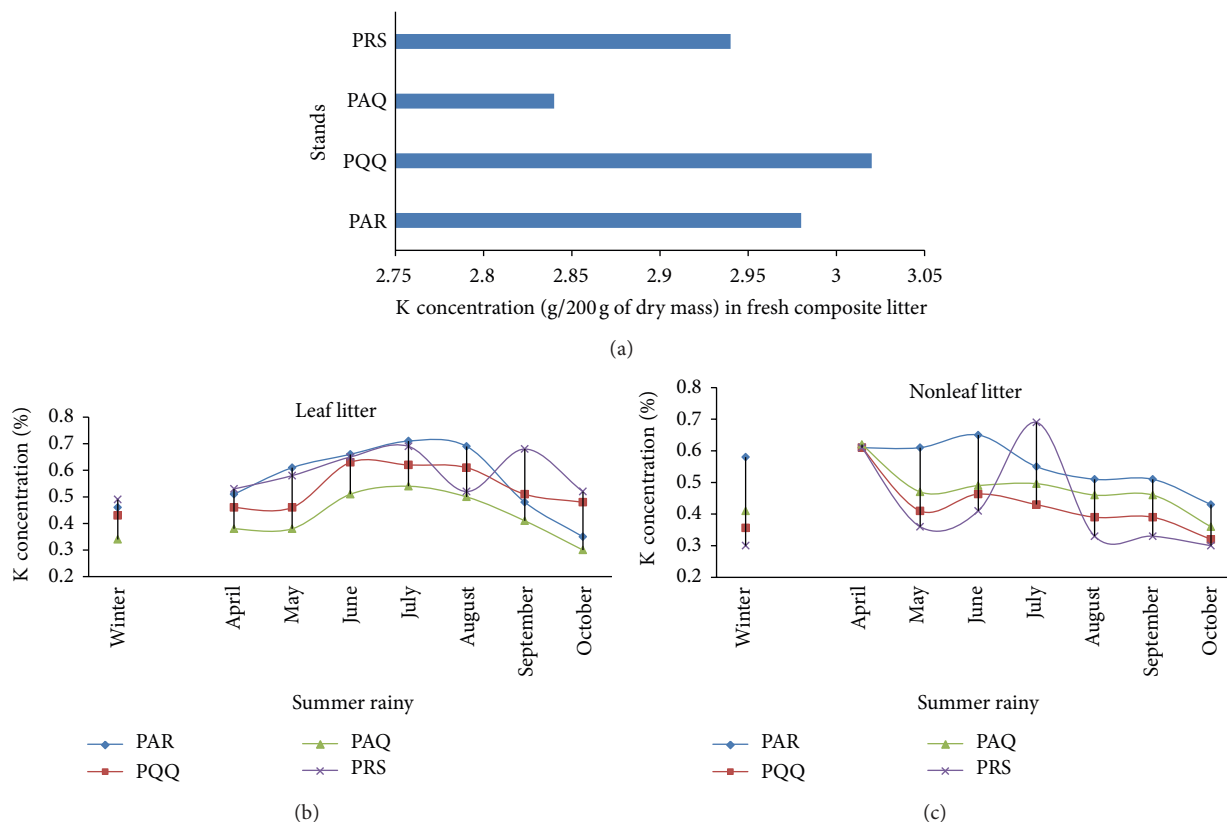 PRS
PAQ
PQQ
PAR
Stands
2.75 2.8 2.85 2.9 2.95 3 3.05
K concentration (g/200 g of dry mass) in fresh composite litter
(a)
Leaf litter
K concentration (%)
0.8
0.7
0.6
0.5
0.4
0.3
0.2
Winter April May June July August September October
Summer rainy
PAR PAQ
PQQ PRS
(b)
Nonleaf litter
K concentration (%)
0.8
0.7
0.6
0.5
0.4
0.3
0.2
Winter April May June July August September October
Summer rainy
PAR PAQ
PQQ PRS
(c)